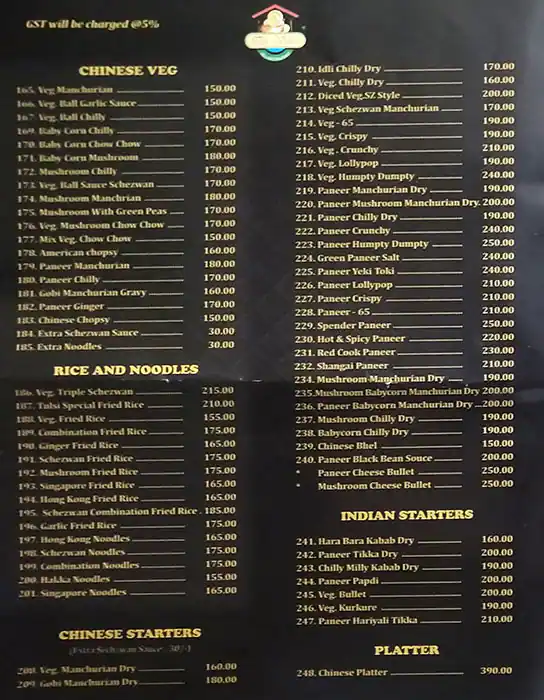 GST will be charged @5%
CHINESE VEG
165. Veg Manchurian 150.00
166. Veg. Ball Garlic Sauce 150.00
167. Veg. Ball Chilly 150.00
169. Baby Corn Chilly 170.00
170. Baby Corn Chow Chow 170.00
171. Baby Corn Mushroom 180.00
172. Mushroom Chilly 170.00
173. Veg. Ball Sauce Schezwan 170.00
174. Mushroom Manchrian 180.00
175. Mushroom With Green Peas 170.00
176. Veg. Mushroom Chow Chow 170.00
177. Mix Veg. Chow Chow 150.00
178. American chopsy 160.00
179. Paneer Manchurian 180.00
180. Paneer Chilly 170.00
181. Gobi Manchurian Gravy 160.00
182. Paneer Ginger 170.00
183. Chinese Chopsy 150.00
184. Extra Schezwan Sauce 30.00
185. Extra Noodles 30.00
RICE AND NOODLES
186. Veg. Triple Schezwan 215.00
187. Tulsi Special Fried Rice 210.00
188. Veg. Fried Rice 155.00
189. Combination Fried Rice 175.00
190. Ginger Fried Rice 165.00
191. Schezwan Fried Rice 175.00
192. Mushroom Fried Rice 175.00
193. Singapore Fried Rice 165.00
194. Hong Kong Fried Rice 165.00
195. Schezwan Combination Fried Rice . 185.00
196. Garlic Fried Rice 175.00
197. Hong Kong Noodles 165.00
198. Schezwan Noodles 175.00
199. Combination Noodles 175.00
200. Hakka Noodles 155.00
201. Singapore Noodles 165.00
CHINESE STARTERS
(Extra Sechzwan Sauce - 30/-)
208. Veg. Manchurian Dry 160.00
209. Gobi Manchurian Dry 180.00
210. Idli Chilly Dry 170.00
211. Veg. Chilly Dry 160.00
212. Diced Veg.SZ Style 200.00
213. Veg Schezwan Manchurian 170.00
214. Veg - 65 190.00
215. Veg. Crispy 190.00
216. Veg . Crunchy 210.00
217. Veg. Lollypop 190.00
218. Veg. Humpty Dumpty 240.00
219. Paneer Manchurian Dry 190.00
220. Paneer Mushroom Manchurian Dry. 200.00
221. Paneer Chilly Dry 190.00
222. Paneer Crunchy 240.00
223. Paneer Humpty Dumpty 250.00
224. Green Paneer Salt 240.00
225. Paneer Yeki Toki 240.00
226. Paneer Lollypop 210.00
227. Paneer Crispy 210.00
228. Paneer - 65 210.00
229. Spender Paneer 250.00
230. Hot & Spicy Paneer 220.00
231. Red Cook Paneer 230.00
232. Shangai Paneer 210.00
234. Mushroom Manchurian Dry 190.00
235. Mushroom Babycorn Manchurian Dry 200.00
236. Paneer Babycorn Manchurian Dry 200.00
237. Mushroom Chilly Dry 190.00
238. Babycorn Chilly Dry 190.00
239. Chinese Bhel 150.00
240. Paneer Black Bean Souce 200.00
* Paneer Cheese Bullet 250.00
* Mushroom Cheese Bullet 250.00
INDIAN STARTERS
241. Hara Bara Kabab Dry 160.00
242. Paneer Tikka Dry 200.00
243. Chilly Milly Kabab Dry 190.00
244. Paneer Papdi 200.00
245. Veg. Bullet 200.00
246. Veg. Kurkure 190.00
247. Paneer Hariyali Tikka 210.00
PLATTER
248. Chinese Platter 390.00